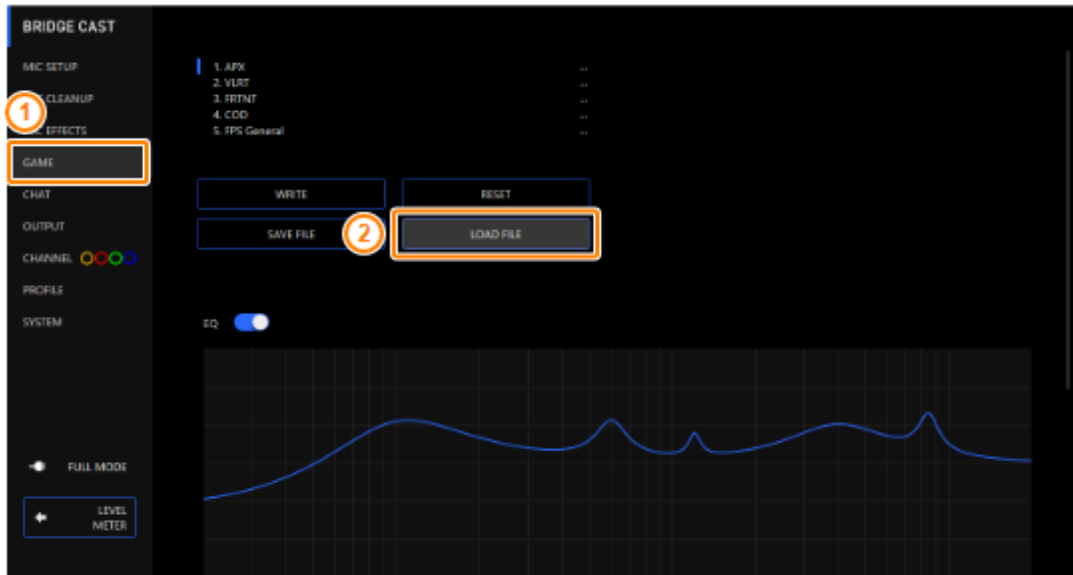 BRIDGE CAST
MIC SETUP
CLEANUP
EFFECTS
GAME
CHAT
OUTPUT
CHANNEL
PROFILE
SYSTEM
FULL MODE
LEVEL
METER
1
1. APX --
2. VLRT --
3. FRTNT --
4. COD --
5. FPS General --
WRITE RESET
SAVE FILE 2 LOAD FILE
EQ